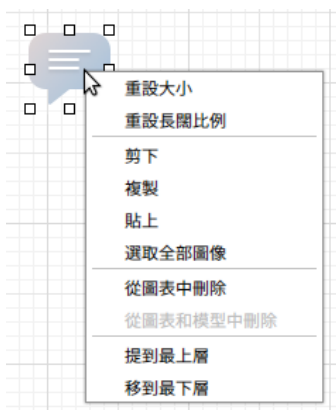 重設大小
重設長闊比例
剪下
複製
貼上
選取全部圖像
從圖表中刪除
從圖表和模型中刪除
提到最上層
移到最下層